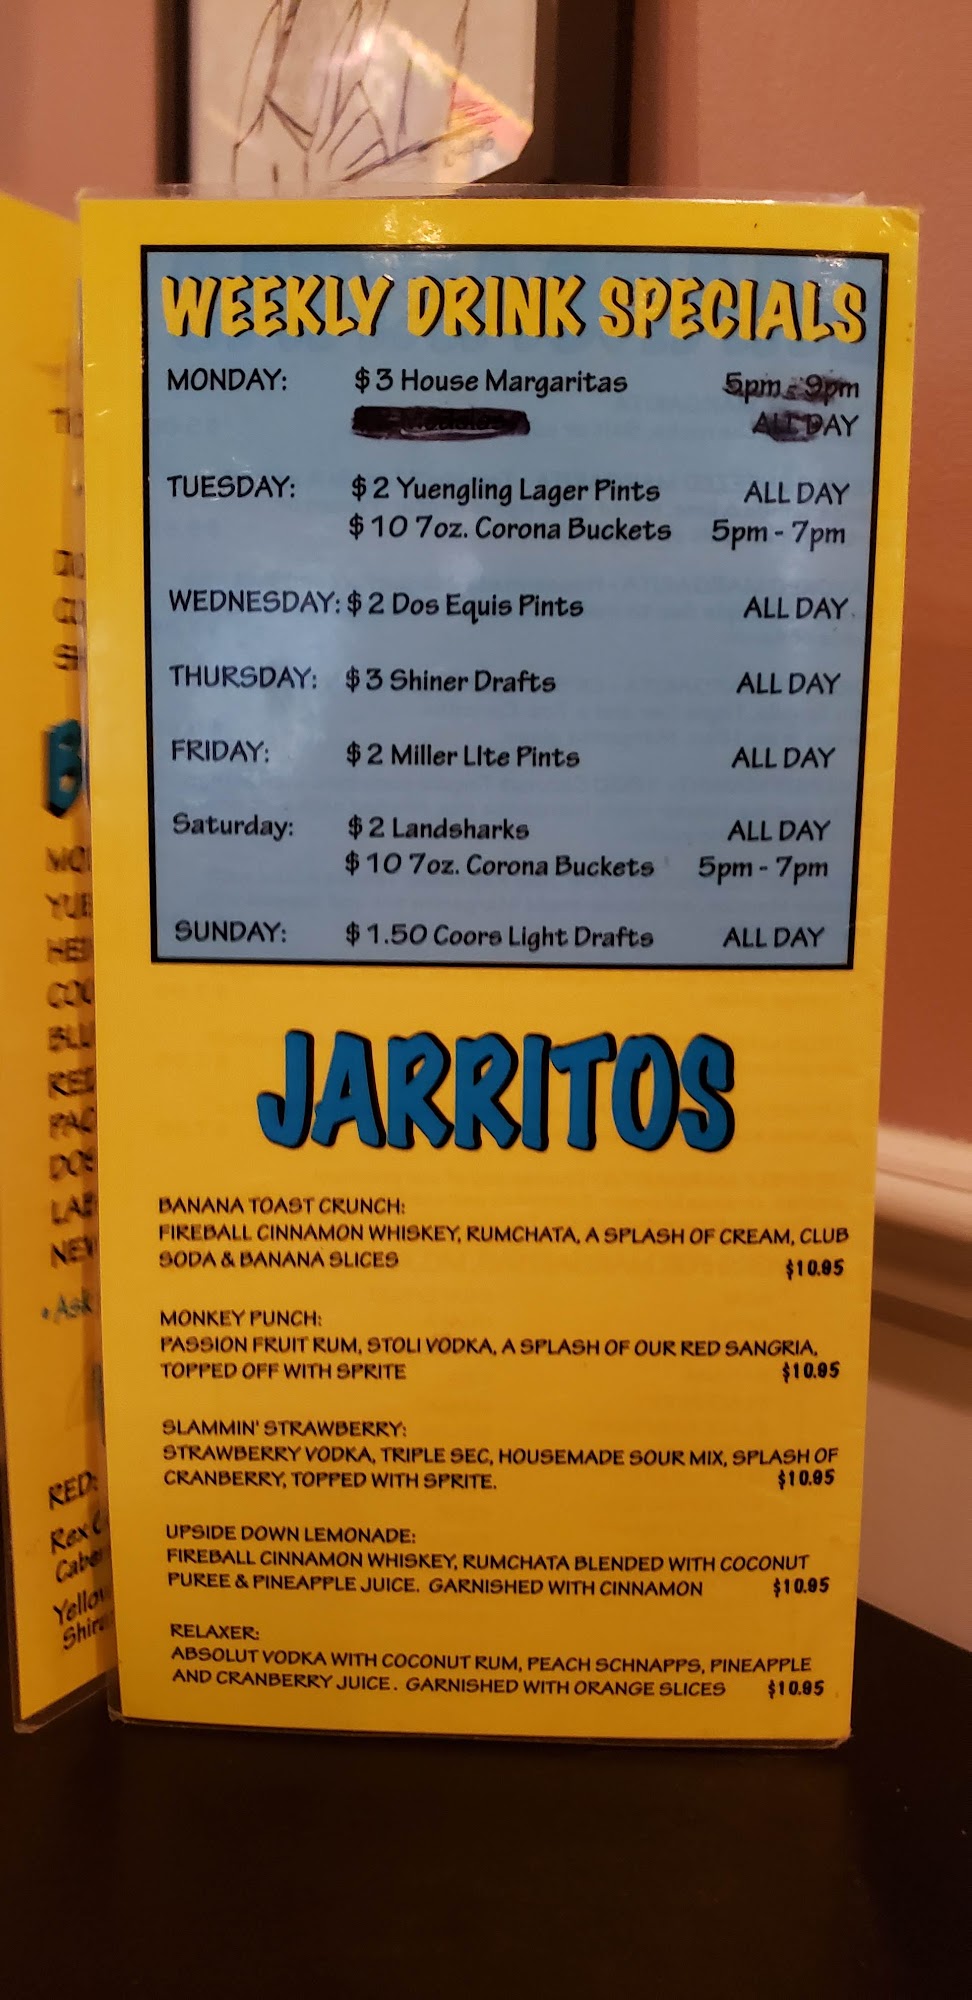 WEEKLY DRINK SPECIALS
MONDAY: $3 House Margaritas 5pm - 9pm
ALL DAY
TUESDAY: $2 Yuengling Lager Pints ALL DAY
$10 7oz. Corona Buckets 5pm - 7pm
WEDNESDAY: $2 Dos Equis Pints ALL DAY
THURSDAY: $3 Shiner Drafts ALL DAY
FRIDAY: $2 Miller LIte Pints ALL DAY
Saturday: $2 Landsharks ALL DAY
$10 7oz. Corona Buckets 5pm - 7pm
SUNDAY: $1.50 Coors Light Drafts ALL DAY
JARRITOS
BANANA TOAST CRUNCH:
FIREBALL CINNAMON WHISKEY, RUMCHATA, A SPLASH OF CREAM, CLUB
SODA & BANANA SLICES $10.95
MONKEY PUNCH:
PASSION FRUIT RUM, STOLI VODKA, A SPLASH OF OUR RED SANGRIA,
TOPPED OFF WITH SPRITE $10.95
SLAMMIN' STRAWBERRY:
STRAWBERRY VODKA, TRIPLE SEC, HOUSEMADE SOUR MIX, SPLASH OF
CRANBERRY, TOPPED WITH SPRITE. $10.95
UPSIDE DOWN LEMONADE:
FIREBALL CINNAMON WHISKEY, RUMCHATA BLENDED WITH COCONUT
PUREE & PINEAPPLE JUICE. GARNISHED WITH CINNAMON $10.95
RELAXER:
ABSOLUT VODKA WITH COCONUT RUM, PEACH SCHNAPPS, PINEAPPLE
AND CRANBERRY JUICE. GARNISHED WITH ORANGE SLICES $10.95
RED: